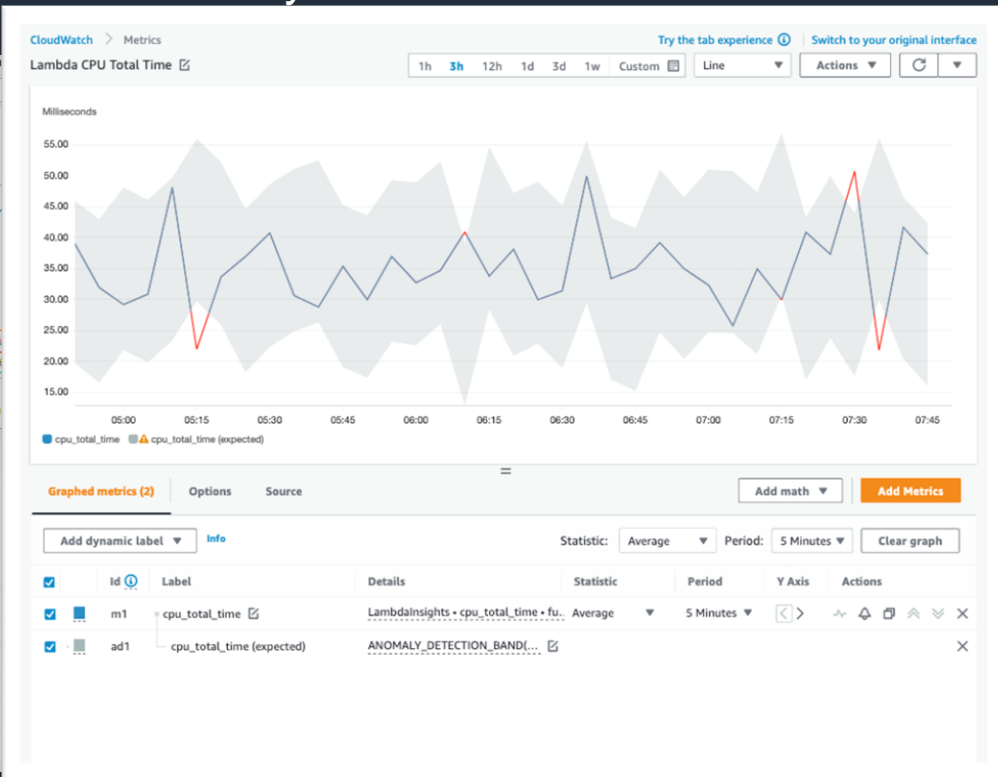 CloudWatch > Metrics
Try the tab experience
Switch to your original interface
Lambda CPU Total Time
1h 3h 12h 1d 3d 1w Custom
Line
Actions
Milliseconds
55.00
50.00
45.00
40.00
35.00
30.00
25.00
20.00
15.00
05:00 05:15 05:30 05:45 06:00 06:15 06:30 06:45 07:00 07:15 07:30 07:45
cpu_total_time cpu_total_time (expected)
Graphed metrics (2) Options Source
Add math
Add Metrics
Add dynamic label
Info
Statistic: Average Period: 5 Minutes
Clear graph
Id Label Details Statistic Period Y Axis Actions
m1 cpu_total_time LambdaInsights • cpu_total_time • fu... Average 5 Minutes < >
ad1 cpu_total_time (expected) ANOMALY_DETECTION_BAND(...